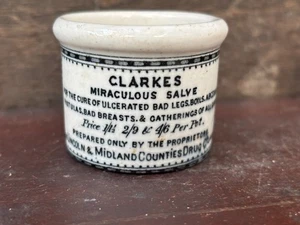 CLARKES
MIRACULOUS SALVE
THE CURE OF ULCERATED BAD LEGS. BOILS.
BAD BREASTS. & GATHERINGS OF ALL
Price 1/1½ 2/9 & 4/6 Per Pot.
PREPARED ONLY BY THE PROPRIETORS
LINCOLN & MIDLAND COUNTIES DRUG